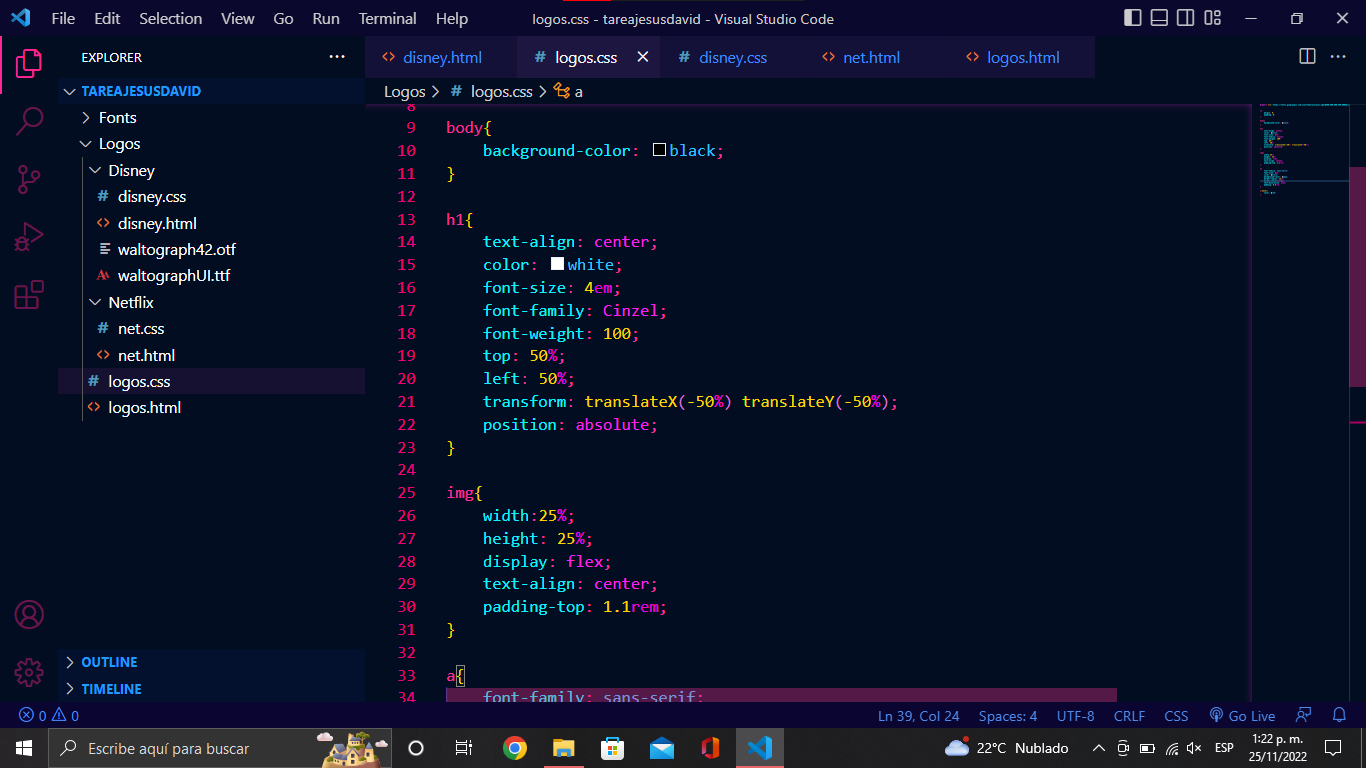 File Edit Selection View Go Run Terminal Help logos.css - tareajesusdavid - Visual Studio Code
EXPLORER ···
disney.html logos.css disney.css net.html logos.html
TAREAJESUSDAVID
Fonts
Logos
Disney
disney.css
disney.html
waltograph42.otf
waltographUI.ttf
Netflix
net.css
net.html
logos.css
logos.html
OUTLINE
TIMELINE
Logos > # logos.css > a
8
9 body{
10 background-color: black;
11 }
12
13 h1{
14 text-align: center;
15 color: white;
16 font-size: 4em;
17 font-family: Cinzel;
18 font-weight: 100;
19 top: 50%;
20 left: 50%;
21 transform: translateX(-50%) translateY(-50%);
22 position: absolute;
23 }
24
25 img{
26 width:25%;
27 height: 25%;
28 display: flex;
29 text-align: center;
30 padding-top: 1.1rem;
31 }
32
33 a{
34 font-family: sans-serif;
0 0 Ln 39, Col 24 Spaces: 4 UTF-8 CRLF CSS Go Live
Escribe aquí para buscar 22°C Nublado ESP 1:22 p. m.
25/11/2022